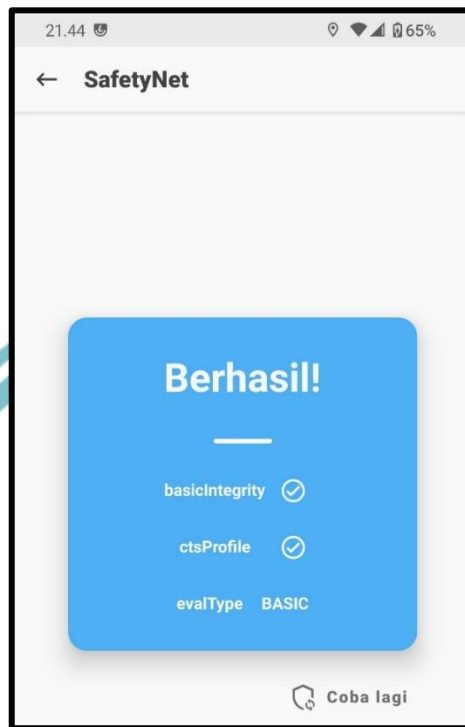 21.44 65%
SafetyNet
Berhasil!
basicIntegrity
ctsProfile
evalType BASIC
Coba lagi